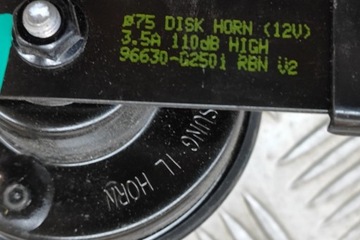 ø75 DISK HORN (12V)
3.5A 110dB HIGH
96630-G2501 RBN V2
SUNG IL HORN